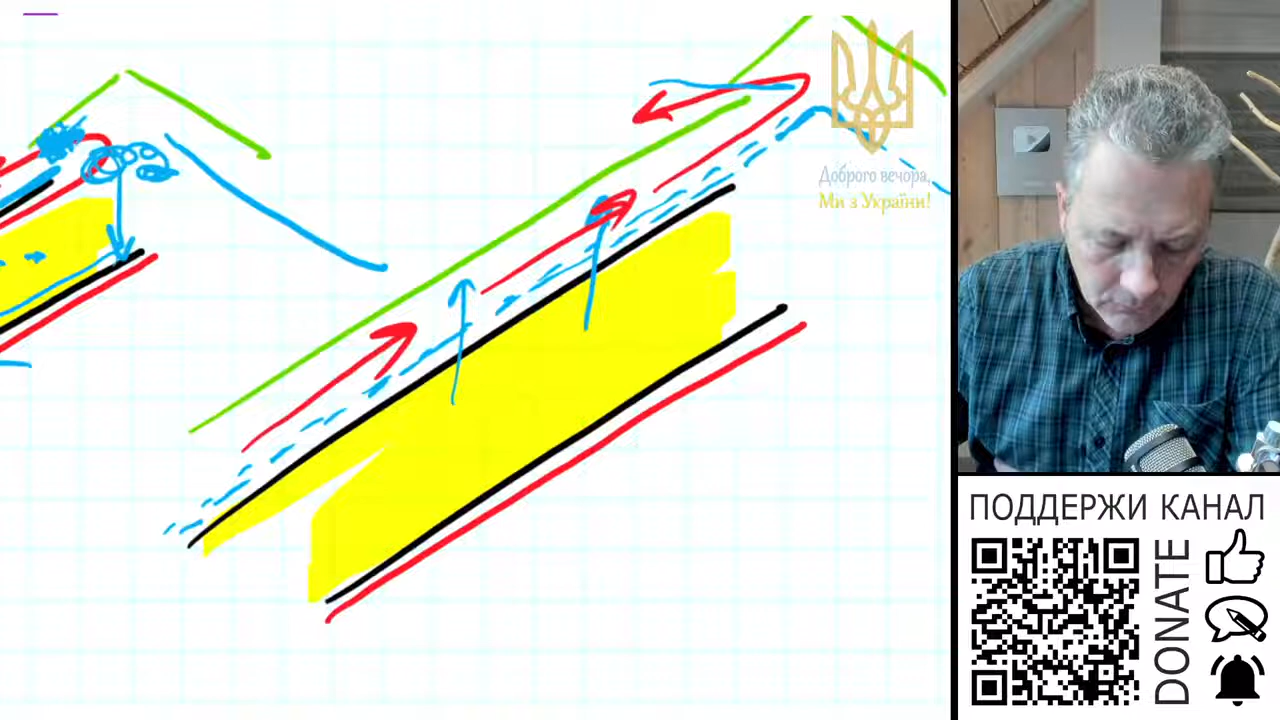 Доброго вечора,
Ми з України!
ПОДДЕРЖИ КАНАЛ
DONATE